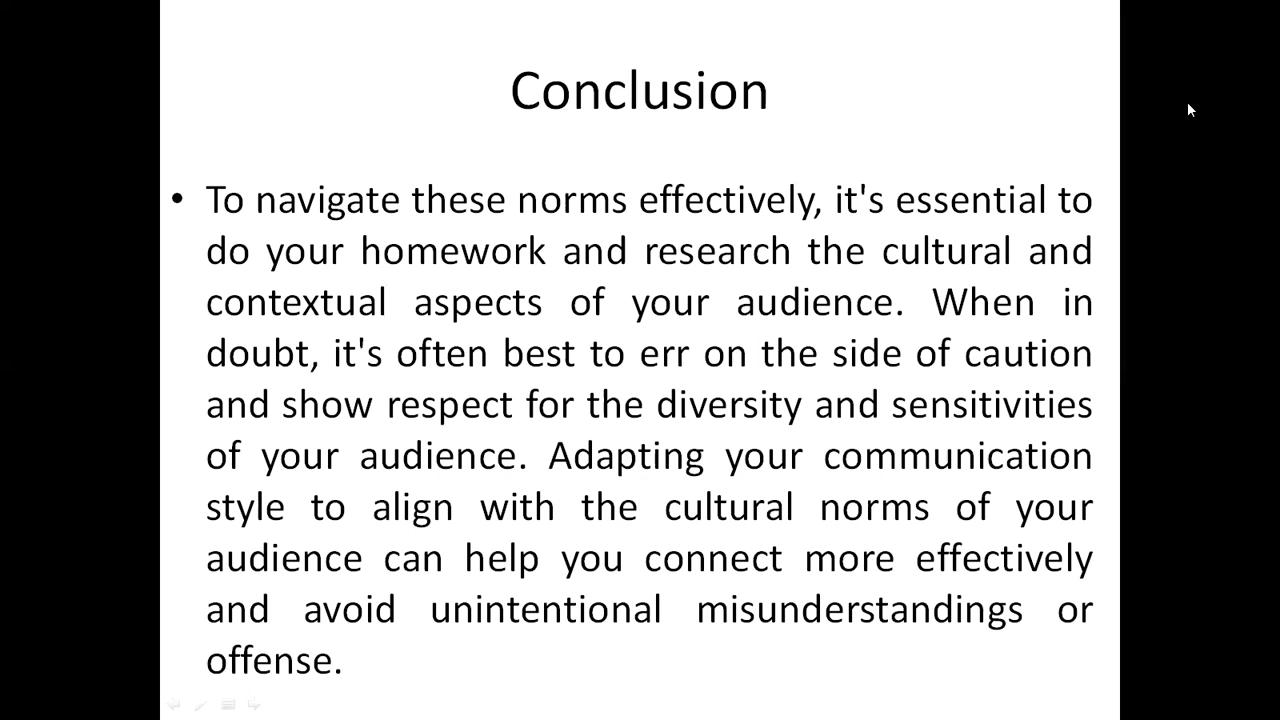 Conclusion
• To navigate these norms effectively, it's essential to
do your homework and research the cultural and
contextual aspects of your audience. When in
doubt, it's often best to err on the side of caution
and show respect for the diversity and sensitivities
of your audience. Adapting your communication
style to align with the cultural norms of your
audience can help you connect more effectively
and avoid unintentional misunderstandings or
offense.